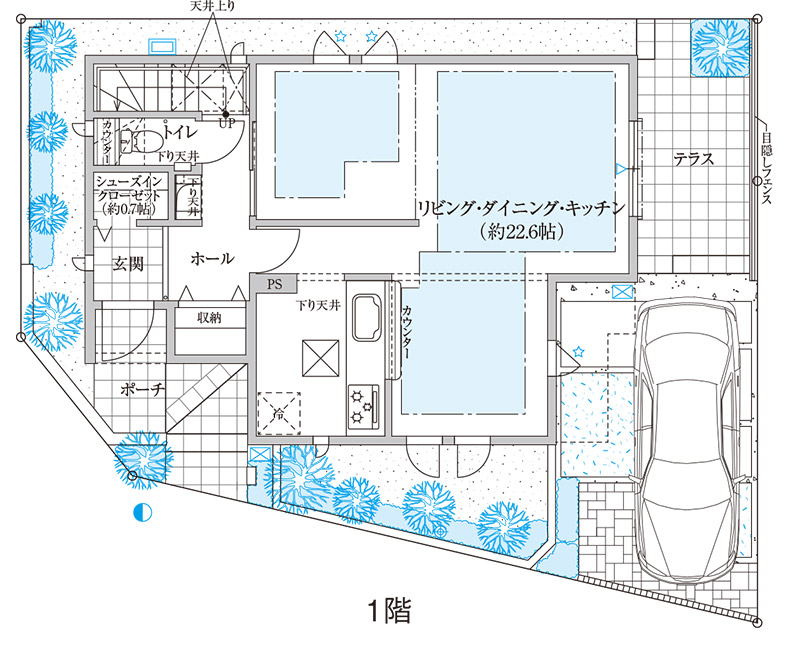 天井上り
UP
カウンター
トイレ
下り天井
下り天井
シューズイン
クローゼット
（約0.7帖）
玄関
ホール
収納
ポーチ
PS
下り天井
冷
カウンター
リビング・ダイニング・キッチン
（約22.6帖）
テラス
目隠しフェンス
1階